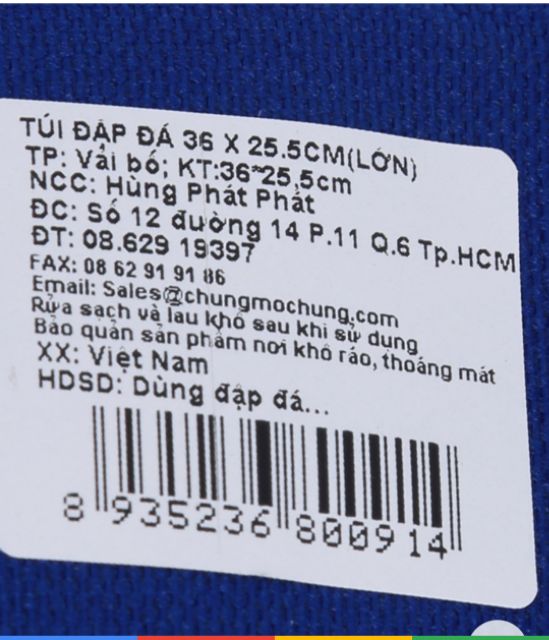 TÚI ĐẬP ĐÁ 36 X 25.5CM(LỚN)
TP: Vải bố; KT:36*25,5cm
NCC: Hùng Phát Phát
ĐC: Số 12 đường 14 P.11 Q.6 Tp.HCM
ĐT: 08.629 19397
FAX: 08 62 91 91 86
Email: Sales@chungmochung.com
Rửa sạch và lau khô sau khi sử dụng
Bảo quản sản phẩm nơi khô ráo, thoáng mát
XX: Việt Nam
HDSD: Dùng đập đá...
8 935236 800914